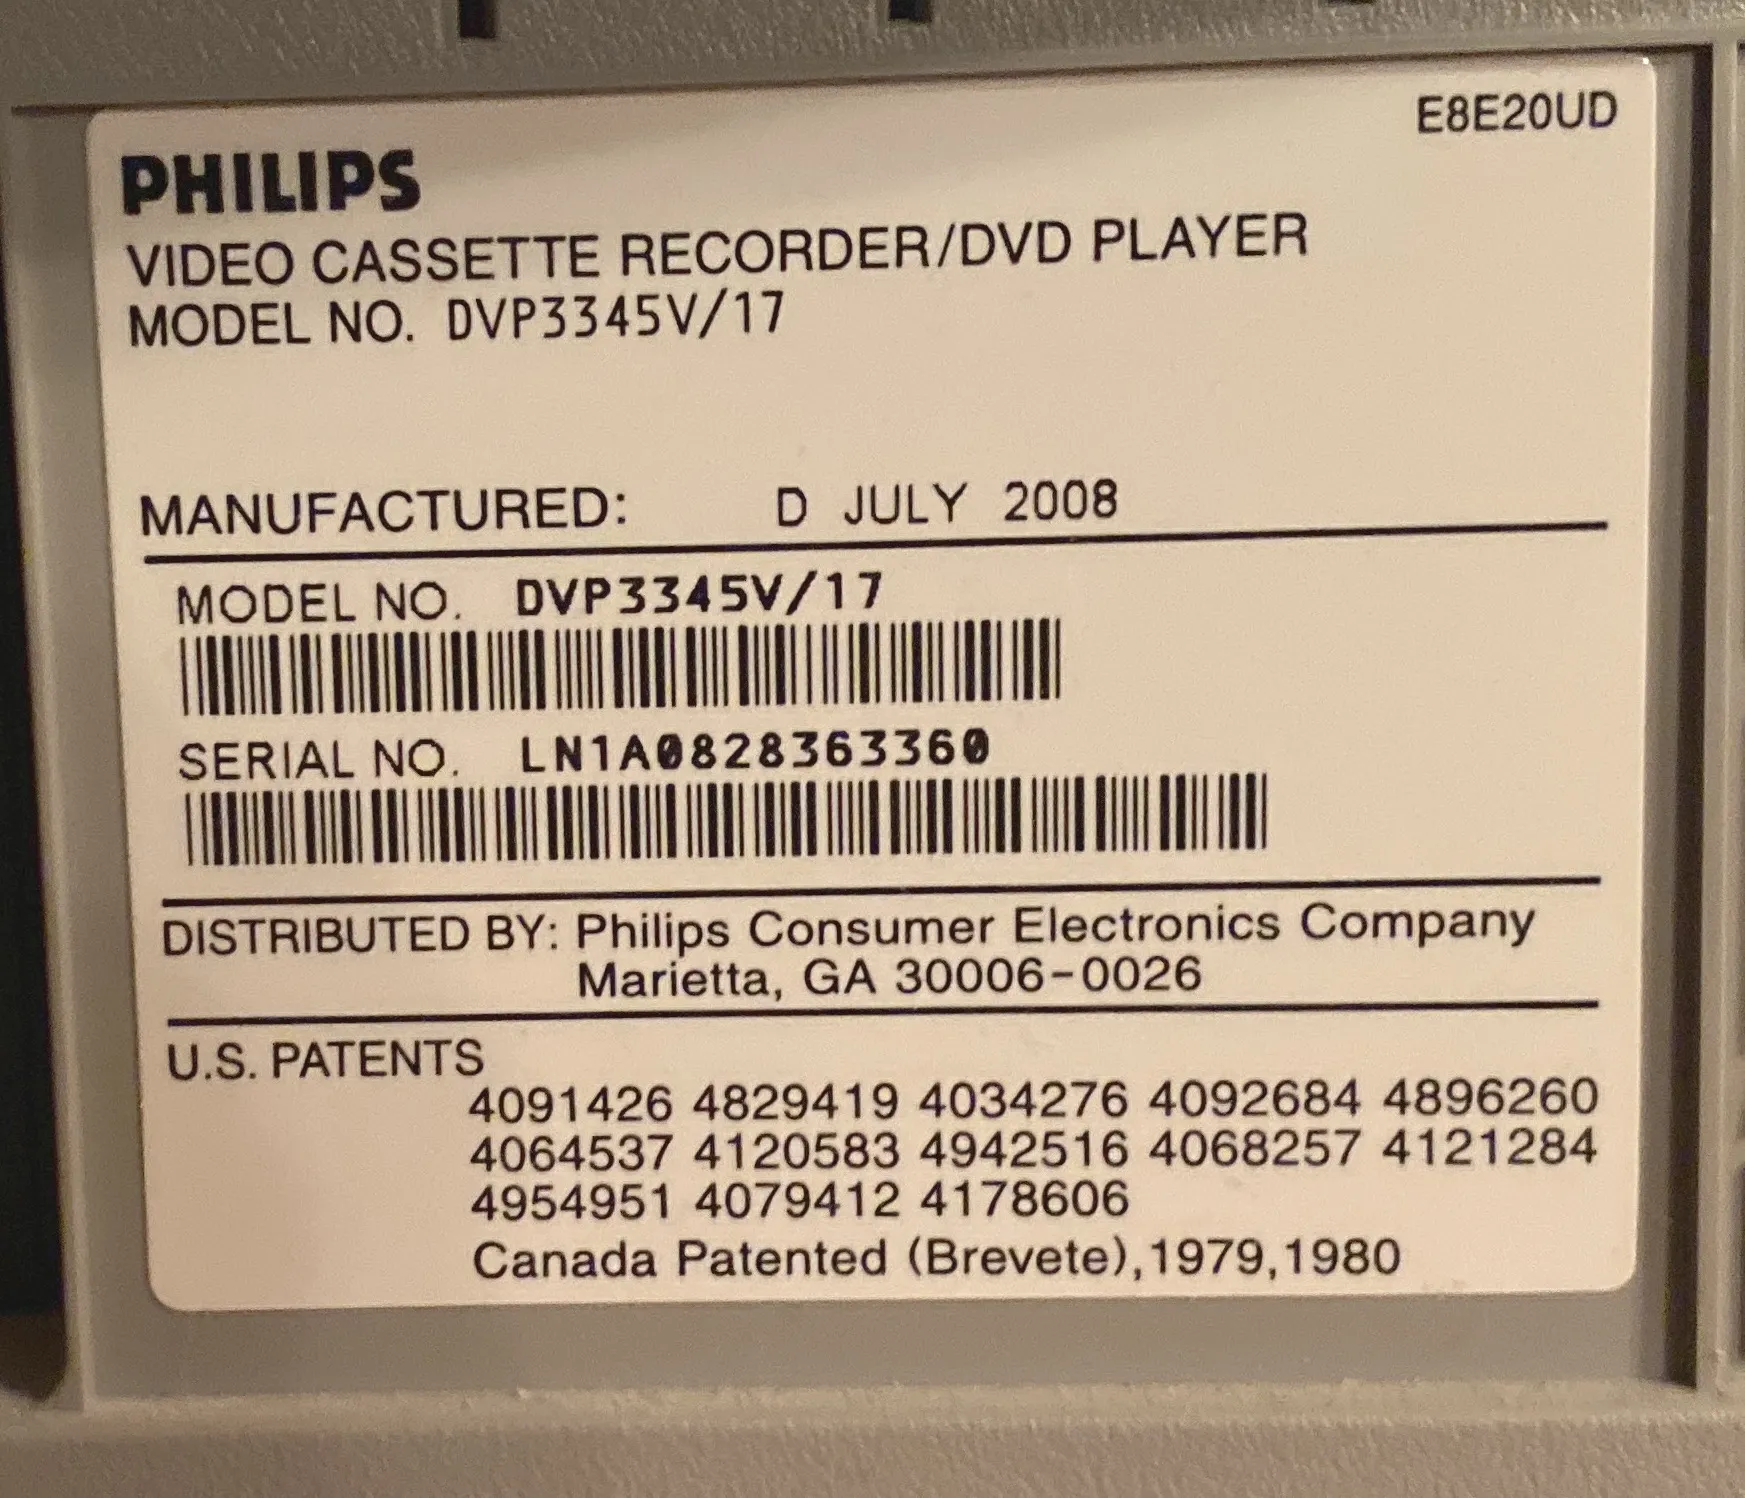 E8E20UD
PHILIPS
VIDEO CASSETTE RECORDER/DVD PLAYER
MODEL NO. DVP3345V/17
MANUFACTURED: D JULY 2008
MODEL NO. DVP3345V/17
SERIAL NO. LN1A0828363360
DISTRIBUTED BY: Philips Consumer Electronics Company
Marietta, GA 30006-0026
U.S. PATENTS
4091426 4829419 4034276 4092684 4896260
4064537 4120583 4942516 4068257 4121284
4954951 4079412 4178606
Canada Patented (Brevete),1979,1980